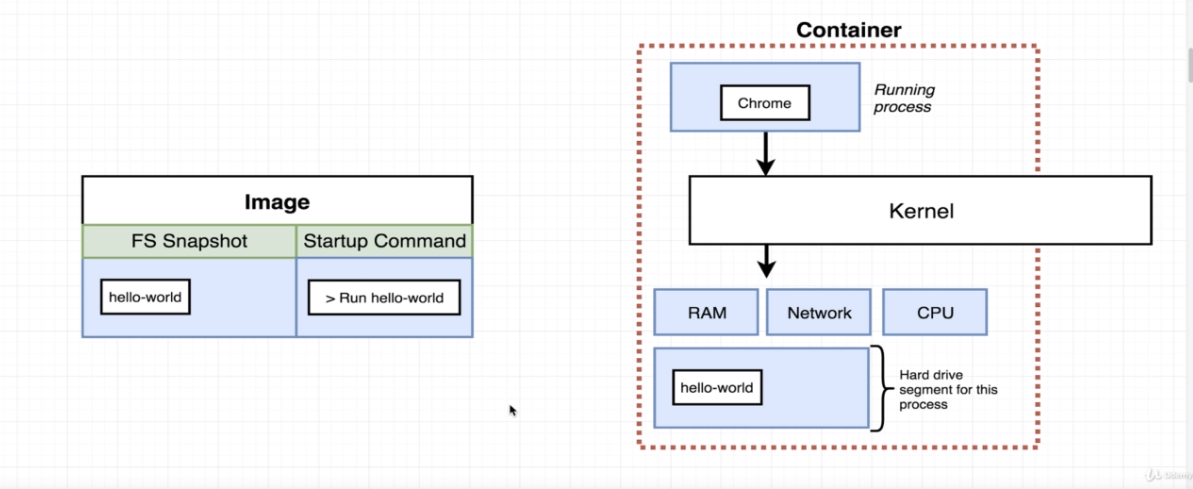 Container
Chrome
Running
process
Image
FS Snapshot
Startup Command
hello-world
> Run hello-world
Kernel
RAM
Network
CPU
hello-world
Hard drive
segment for this
process
Udemy